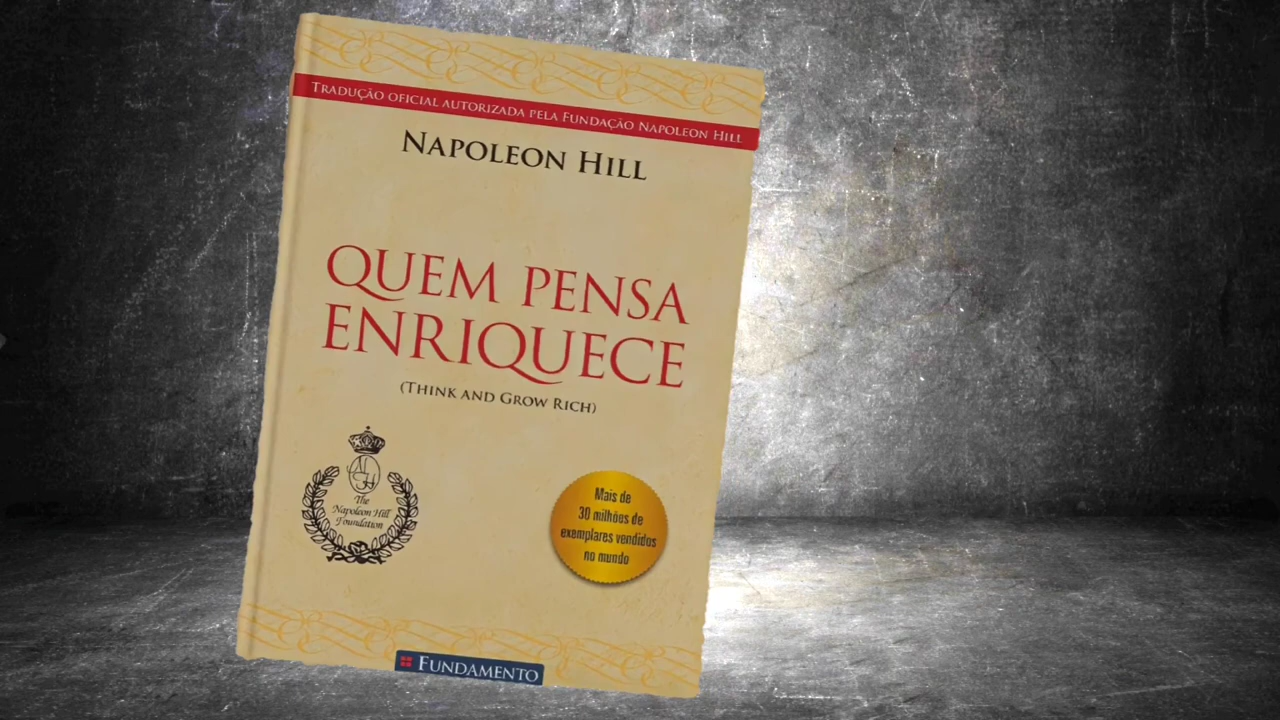 Tradução oficial autorizada pela Fundação Napoleon Hill
Napoleon Hill
QUEM PENSA
ENRIQUECE
(Think and Grow Rich)
The
Napoleon Hill
Foundation
Mais de
30 milhões de
exemplares vendidos
no mundo
Fundamento